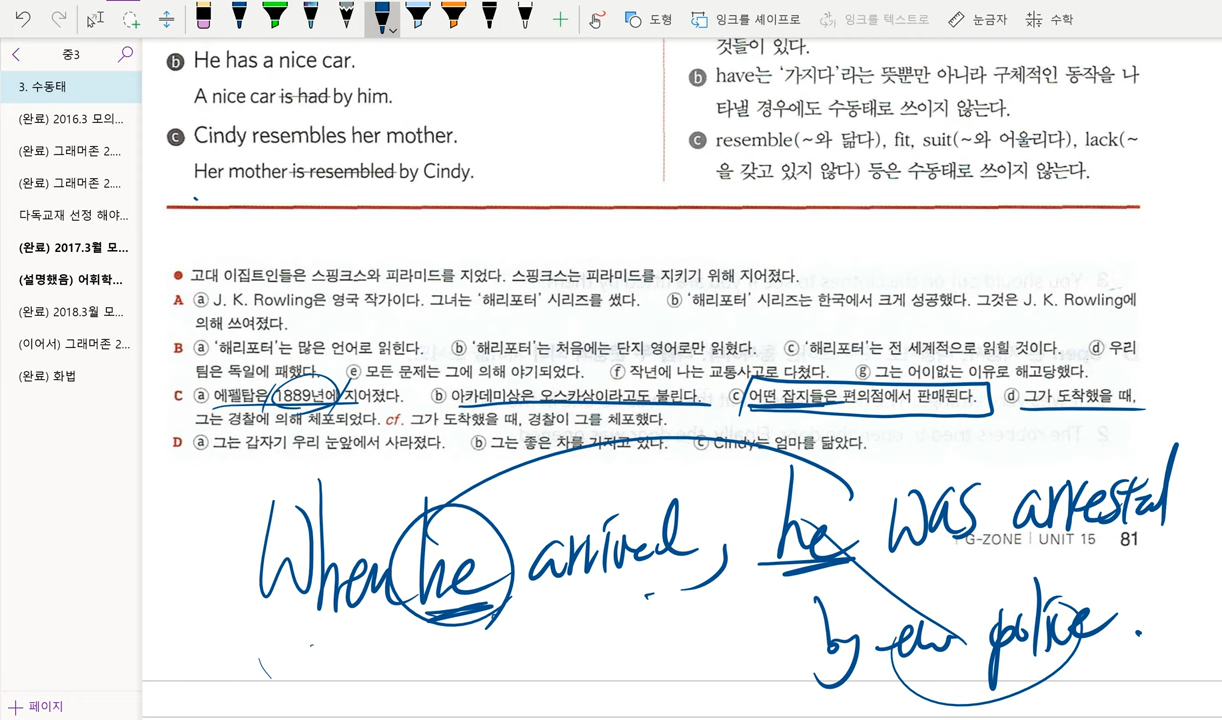 도형
잉크를 셰이프로
잉크를 텍스트로
눈금자
수학
중3
3. 수동태
(완료) 2016.3 모의...
(완료) 그래머존 2....
(완료) 그래머존 2....
다독교재 선정 해야...
(완료) 2017.3월 모...
(설명했음) 어휘학...
(완료) 2018.3월 모...
(이어서) 그래머존 2...
(완료) 화법
페이지
ⓑ He has a nice car.
A nice car is had by him.
ⓒ Cindy resembles her mother.
Her mother is resembled by Cindy.
것들이 있다.
ⓑ have는 ‘가지다’라는 뜻뿐만 아니라 구체적인 동작을 나
타낼 경우에도 수동태로 쓰이지 않는다.
ⓒ resemble(~와 닮다), fit, suit(~와 어울리다), lack(~
을 갖고 있지 않다) 등은 수동태로 쓰이지 않는다.
● 고대 이집트인들은 스핑크스와 피라미드를 지었다. 스핑크스는 피라미드를 지키기 위해 지어졌다.
A ⓐ J. K. Rowling은 영국 작가이다. 그녀는 ‘해리포터’ 시리즈를 썼다. ⓑ ‘해리포터’ 시리즈는 한국에서 크게 성공했다. 그것은 J. K. Rowling에
의해 쓰여졌다.
B ⓐ ‘해리포터’는 많은 언어로 읽힌다. ⓑ ‘해리포터’는 처음에는 단지 영어로만 읽혔다. ⓒ ‘해리포터’는 전 세계적으로 읽힐 것이다. ⓓ 우리
팀은 독일에 패했다. ⓔ 모든 문제는 그에 의해 야기되었다. ⓕ 작년에 나는 교통사고로 다쳤다. ⓖ 그는 어이없는 이유로 해고당했다.
C ⓐ 에펠탑은 1889년에 지어졌다. ⓑ 아카데미상은 오스카상이라고도 불린다. ⓒ 어떤 잡지들은 편의점에서 판매된다. ⓓ 그가 도착했을 때,
그는 경찰에 의해 체포되었다. cf. 그가 도착했을 때, 경찰이 그를 체포했다.
D ⓐ 그는 갑자기 우리 눈앞에서 사라졌다. ⓑ 그는 좋은 차를 가지고 있다. ⓒ Cindy는 엄마를 닮았다.
When he arrived, he was arrested
by the police.
G-ZONE | UNIT 15 81